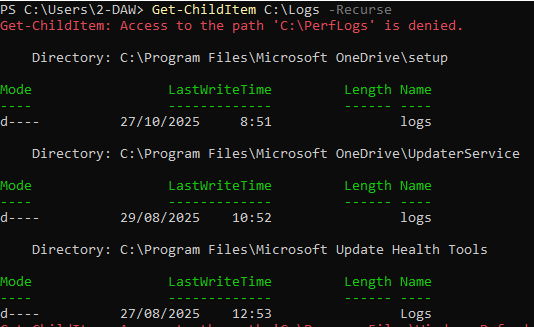 PS C:\Users\2-DAW> Get-ChildItem C:\Logs -Recurse
Get-ChildItem: Access to the path 'C:\PerfLogs' is denied.
Directory: C:\Program Files\Microsoft OneDrive\setup
Mode LastWriteTime Length Name
---- ------------- ------ ----
d---- 27/10/2025 8:51 logs
Directory: C:\Program Files\Microsoft OneDrive\UpdaterService
Mode LastWriteTime Length Name
---- ------------- ------ ----
d---- 29/08/2025 10:52 logs
Directory: C:\Program Files\Microsoft Update Health Tools
Mode LastWriteTime Length Name
---- ------------- ------ ----
d---- 27/08/2025 12:53 Logs